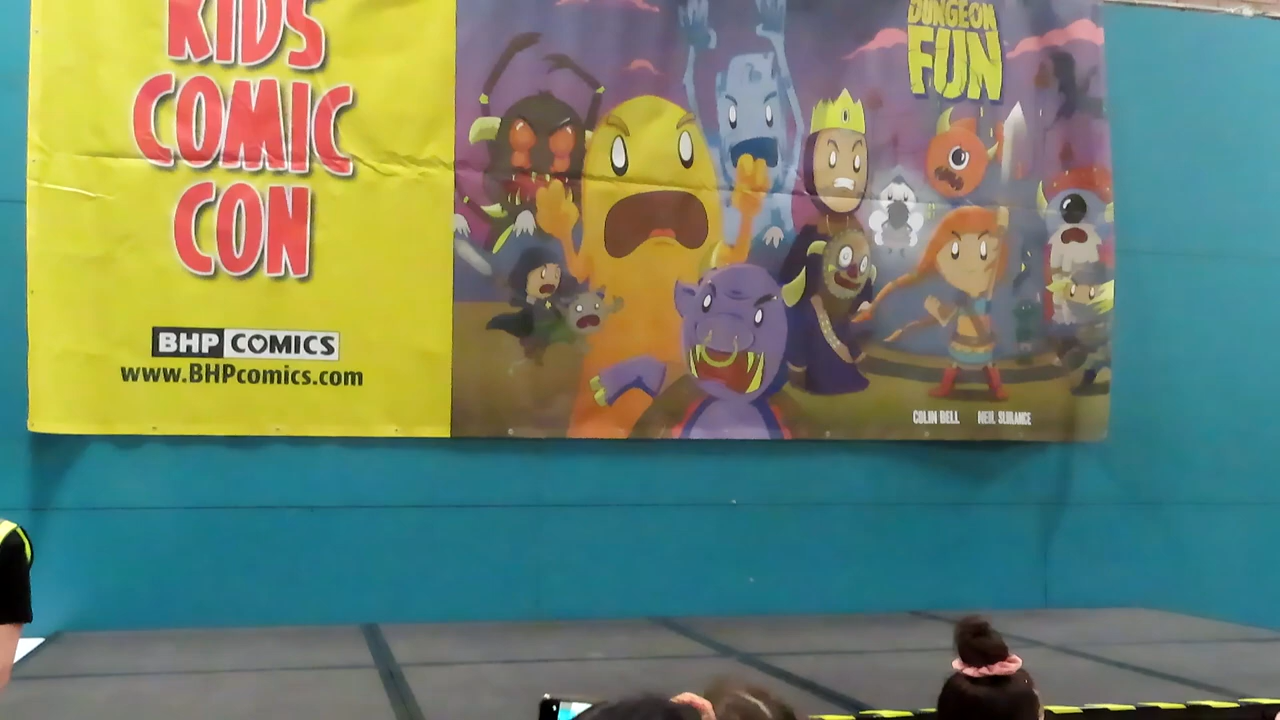 KIDS
COMIC
CON
BHP COMICS
www.BHPcomics.com
DUNGEON
FUN
COLIN BELL NEIL SLORANCE